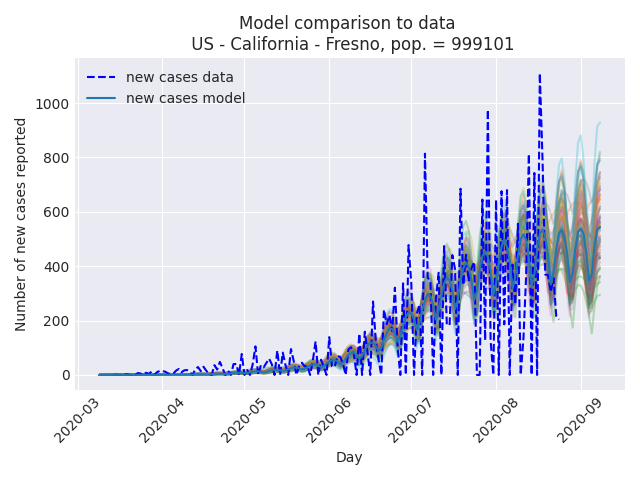 Model comparison to data
US - California - Fresno, pop. = 999101
new cases data
new cases model
Number of new cases reported
1000
800
600
400
200
0
2020-03
2020-04
2020-05
2020-06
2020-07
2020-08
2020-09
Day